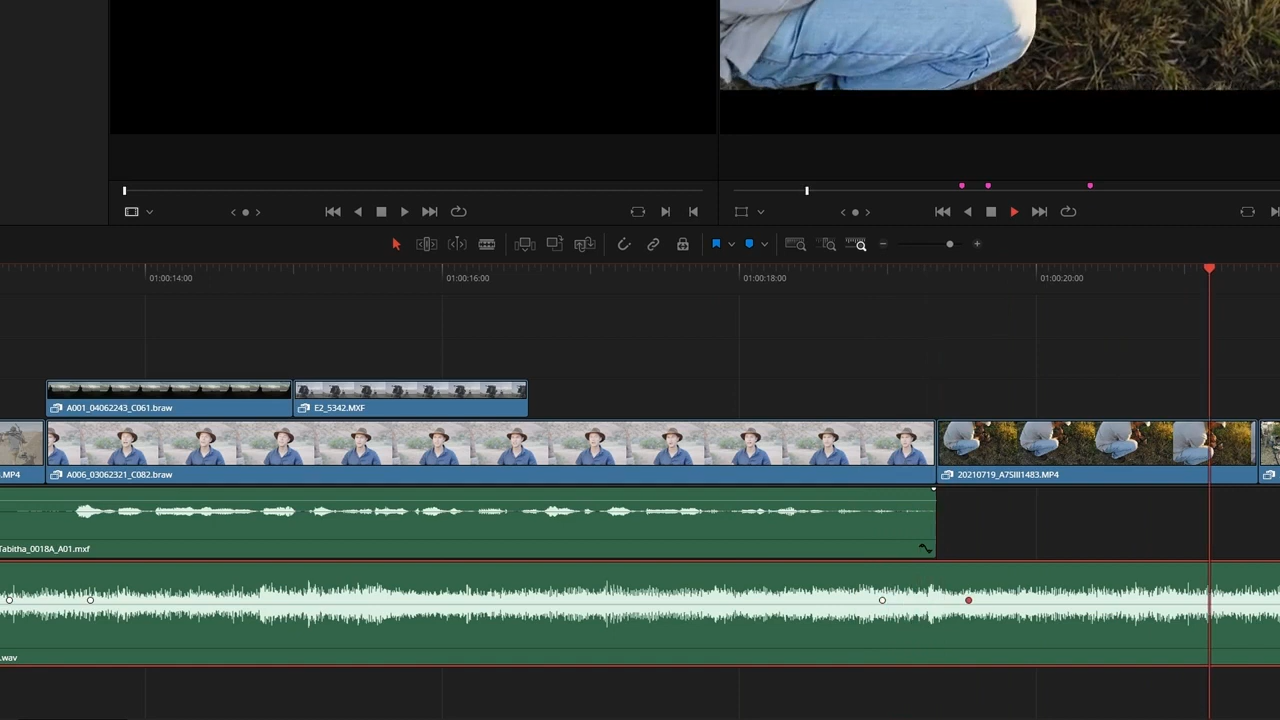 01:00:14:00
01:00:16:00
01:00:18:00
01:00:20:00
A001_04062243_C061.braw
E2_5342.MXF
.MP4
A006_03062321_C082.braw
20210719_A7SIII1483.MP4
Tabitha_0018A_A01.mxf
.wav